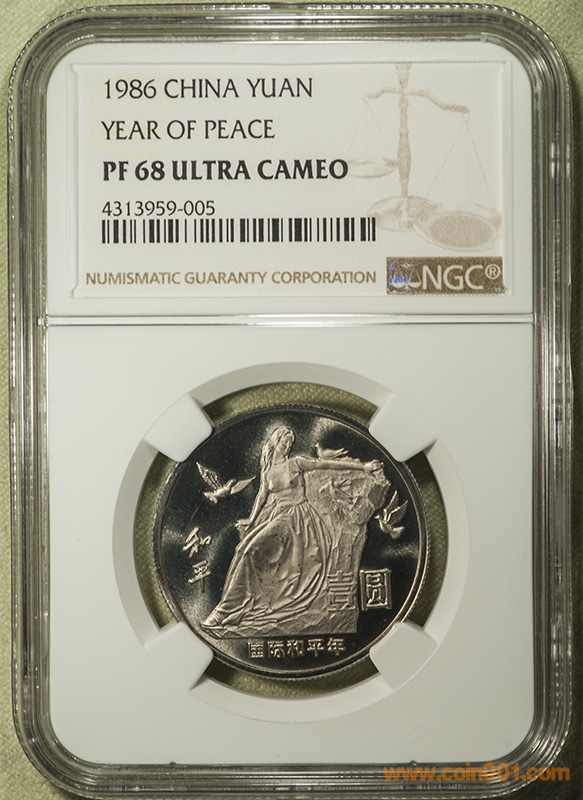 1986 CHINA YUAN
YEAR OF PEACE
PF 68 ULTRA CAMEO
4313959-005
NUMISMATIC GUARANTY CORPORATION
NGC®
和平
壹圆
国际和平年
www.coin001.com